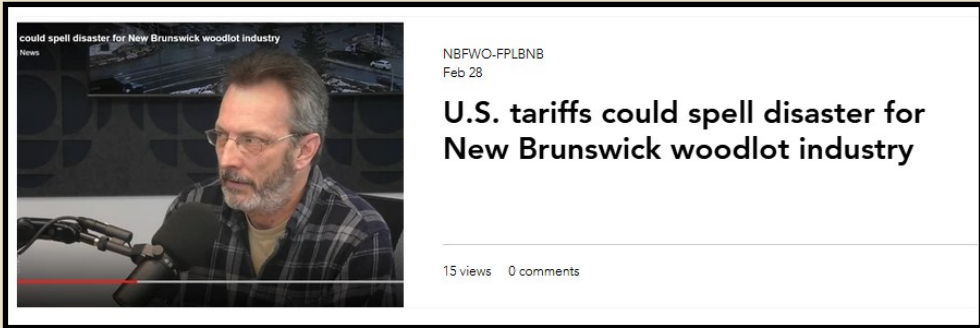 could spell disaster for New Brunswick woodlot industry
News
NBFWO-FPLBNB
Feb 28
U.S. tariffs could spell disaster for
New Brunswick woodlot industry
15 views 0 comments